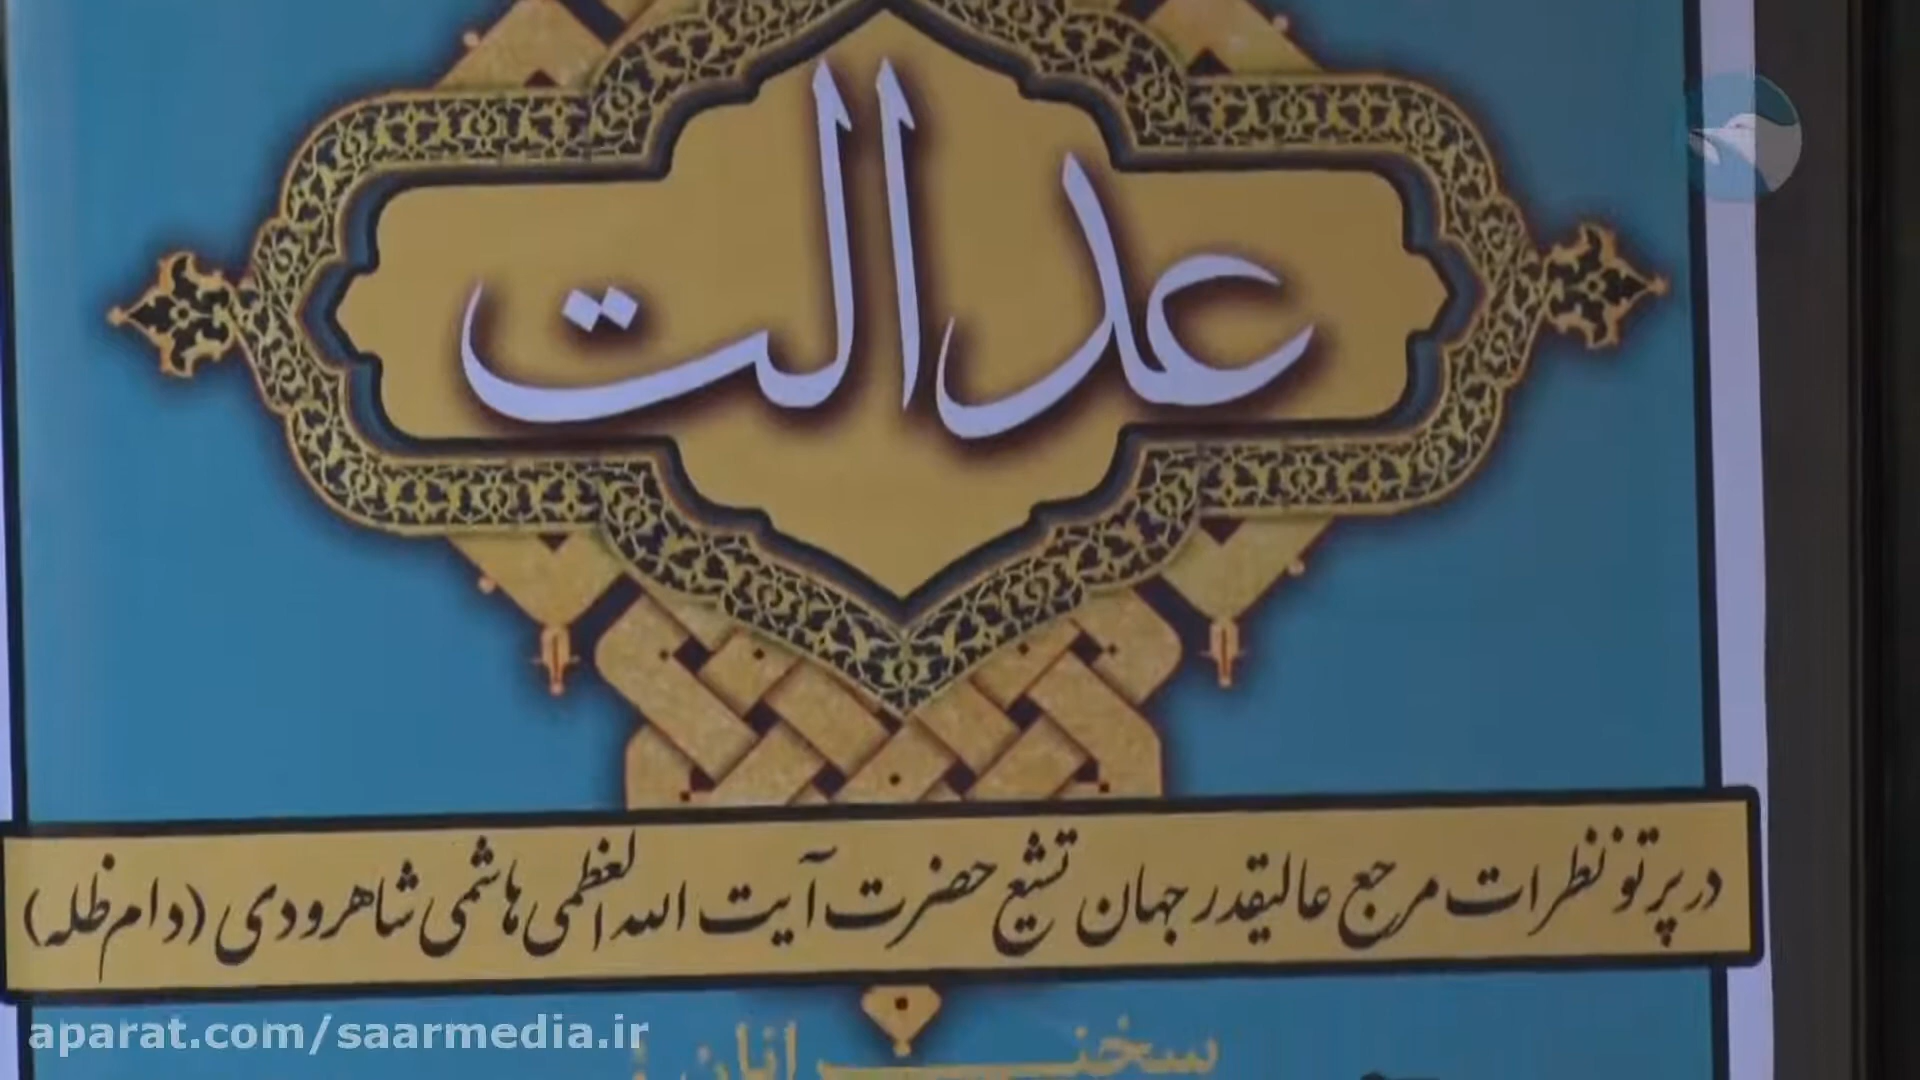 عدالت
در پرتو نظرات مرجع عالیقدر جهان تشیع حضرت آیت الله العظمی هاشمی شاهرودی (دام ظله)
سخنرانان :
aparat.com/saarmedia.ir